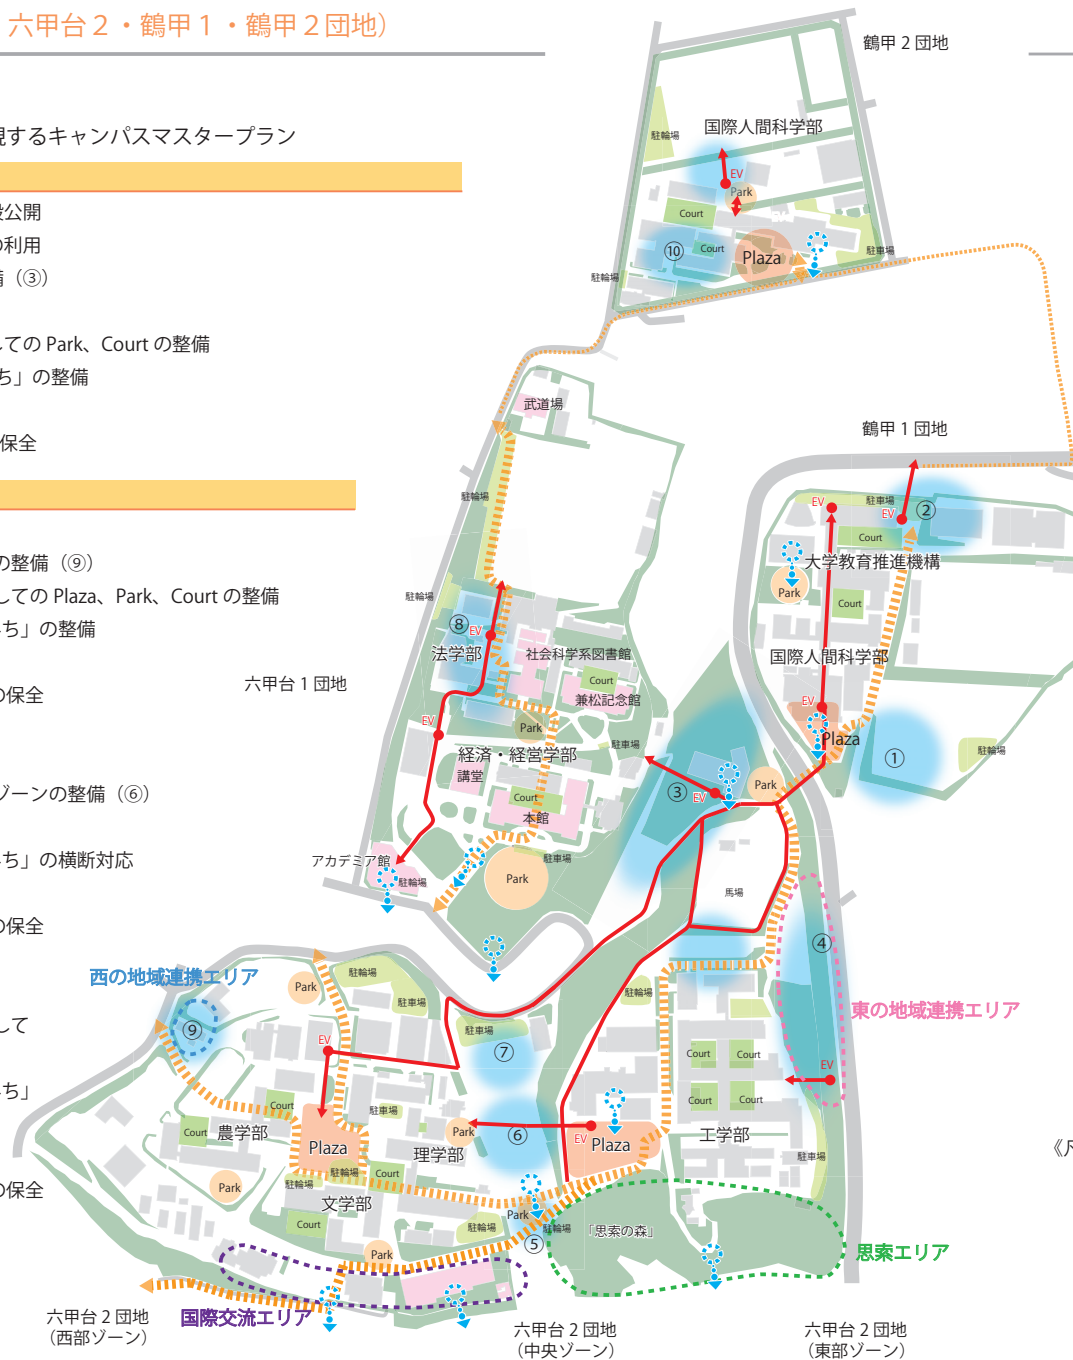 六甲台２・鶴甲１・鶴甲２団地）
現するキャンパスマスタープラン
設公開
の利用
備（③）
しての Park、Court の整備
ち」の整備
保全
の整備（⑨）
しての Plaza、Park、Court の整備
みち」の整備
の保全
ゾーンの整備（⑥）
みち」の横断対応
の保全
して
みち」
の保全
鶴甲 2 団地
駐輪場
国際人間科学部
EV
Park
Court
⑩
Court
Plaza
駐車場
駐輪場
武道場
駐輪場
駐輪場
⑧
EV
法学部
社会科学系図書館
Court
兼松記念館
六甲台 1 団地
EV
Park
駐車場
経済・経営学部
講堂
Court
本館
アカデミア館
駐輪場
駐車場
Park
鶴甲 1 団地
EV
駐車場
EV
②
Court
大学教育推進機構
Park
Court
国際人間科学部
EV
Plaza
①
駐輪場
③
EV
Park
馬場
④
東の地域連携エリア
EV
西の地域連携エリア
Park
駐輪場
駐車場
⑨
EV
駐車場
⑦
駐輪場
Court
Court
Court
Court
Court
駐車場
Court
農学部
Plaza
理学部
Park
⑥
EV
Plaza
工学部
駐車場
駐輪場
駐輪場
Court
Park
文学部
Court
Park
駐輪場
Park
駐輪場
⑤
「思索の森」
思索エリア
国際交流エリア
六甲台 2 団地
（西部ゾーン）
六甲台 2 団地
（中央ゾーン）
六甲台 2 団地
（東部ゾーン）